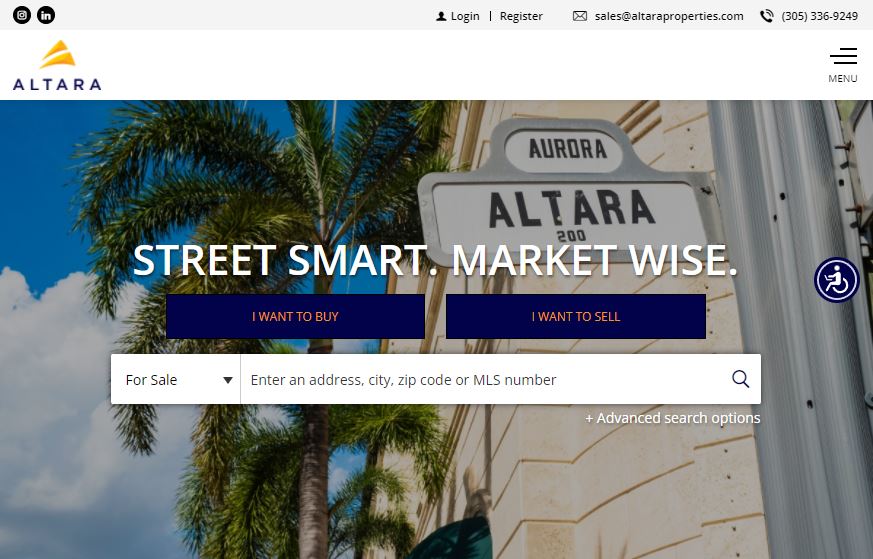 Login | Register
sales@altaraproperties.com
(305) 336-9249
ALTARA
MENU
AURORA
ALTARA
200
STREET SMART. MARKET WISE.
I WANT TO BUY
I WANT TO SELL
For Sale
Enter an address, city, zip code or MLS number
+ Advanced search options